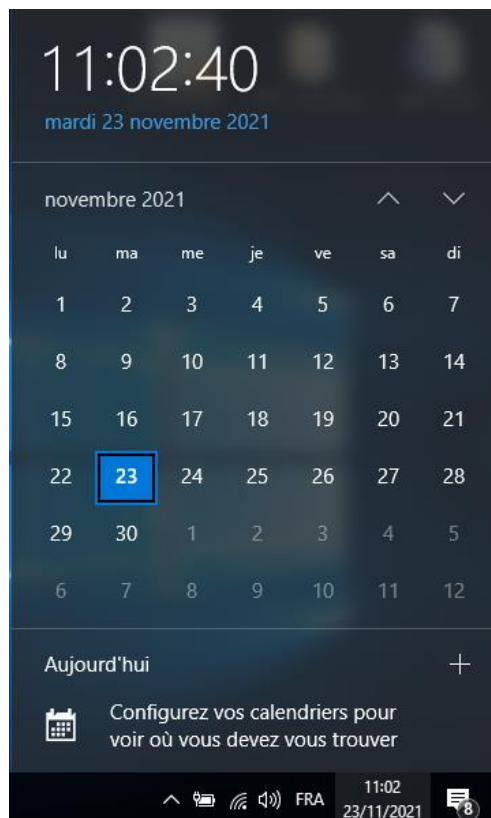 11:02:40
mardi 23 novembre 2021
novembre 2021
lu ma me je ve sa di
1 2 3 4 5 6 7
8 9 10 11 12 13 14
15 16 17 18 19 20 21
22 23 24 25 26 27 28
29 30 1 2 3 4 5
6 7 8 9 10 11 12
Aujourd'hui
Configurez vos calendriers pour
voir où vous devez vous trouver
FRA
11:02
23/11/2021
8